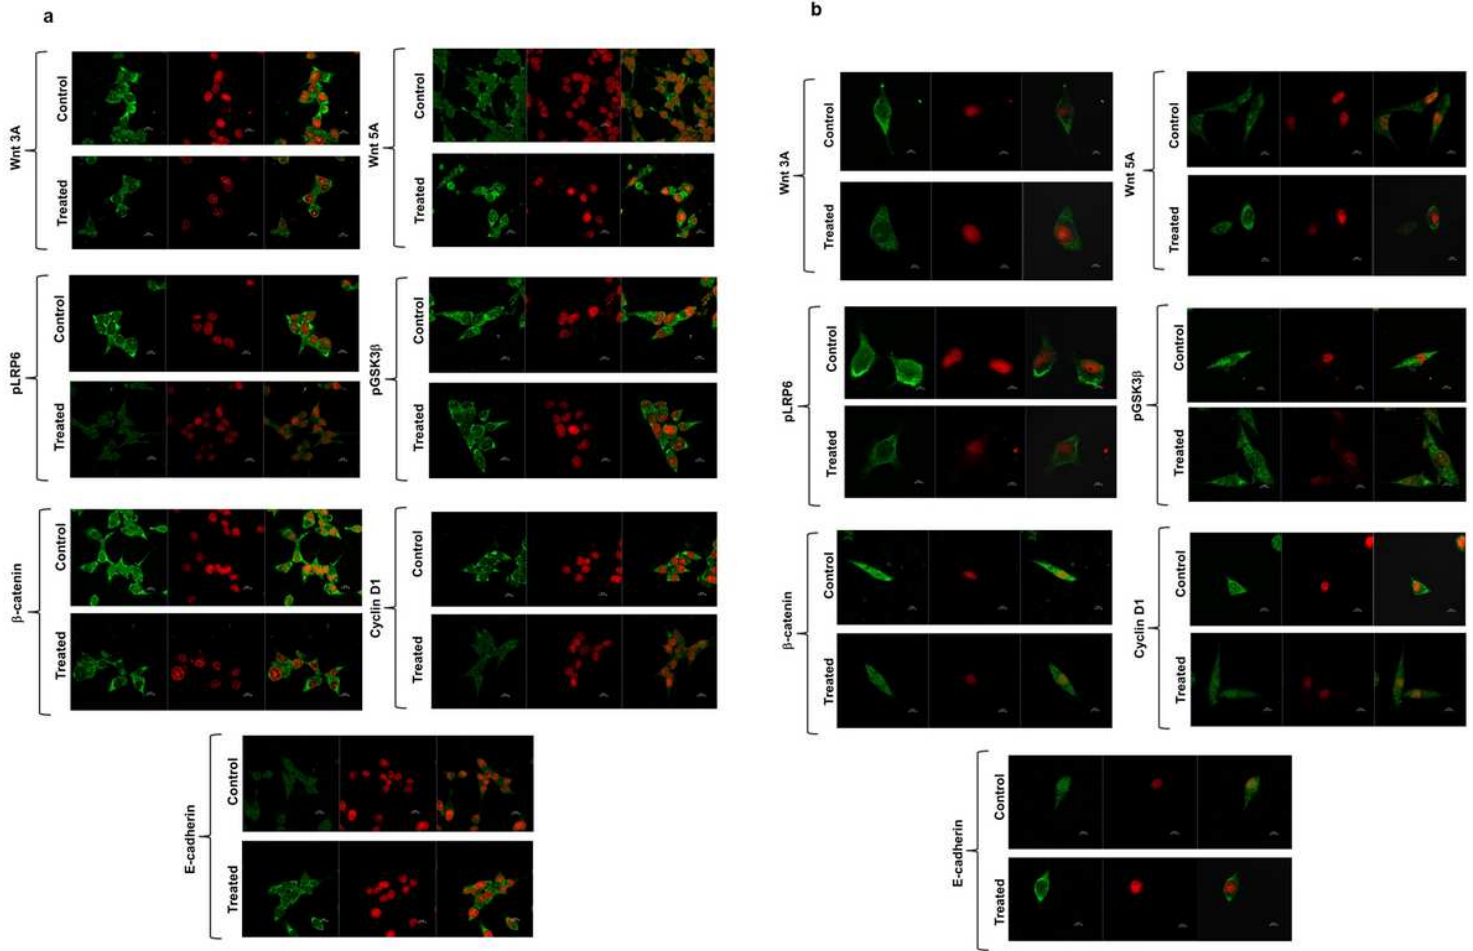 a
Wnt 3A
Control
Treated
Wnt 5A
Control
Treated
pLRP6
Control
Treated
pGSK3β
Control
Treated
β-catenin
Control
Treated
Cyclin D1
Control
Treated
E-cadherin
Control
Treated
b
Wnt 3A
Control
Treated
Wnt 5A
Control
Treated
pLRP6
Control
Treated
pGSK3β
Control
Treated
β-catenin
Control
Treated
Cyclin D1
Control
Treated
E-cadherin
Control
Treated